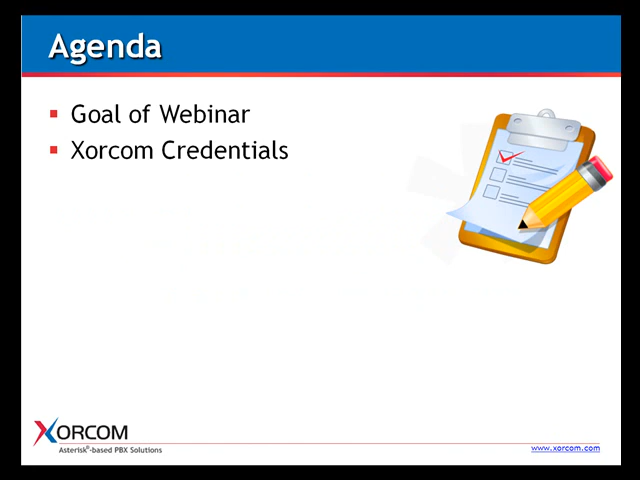 Agenda
Goal of Webinar
Xorcom Credentials
XORCOM
Asterisk®-based PBX Solutions
www.xorcom.com